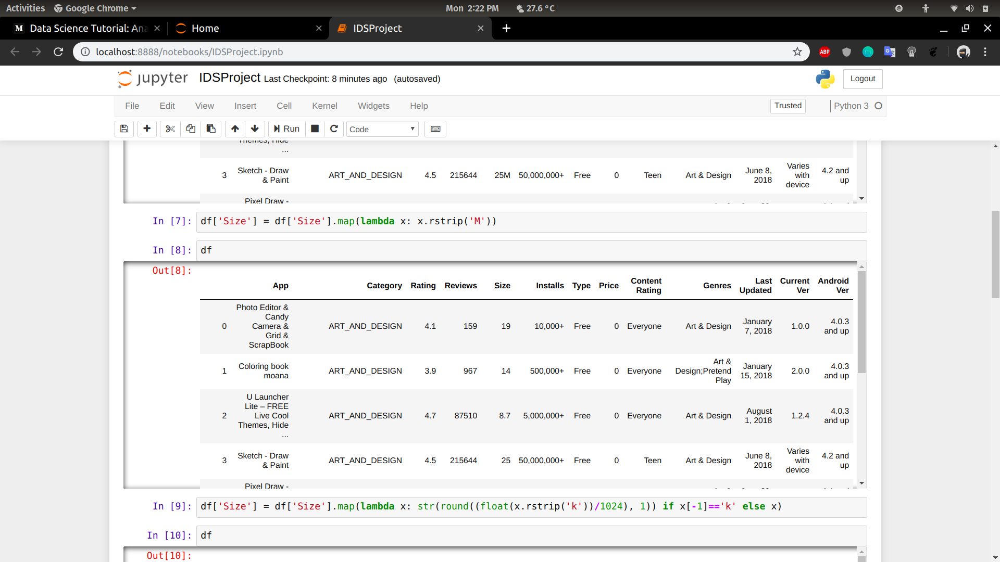 Activities Google Chrome Mon 2:22 PM 27.6 °C
M Data Science Tutorial: Ana Home IDSProject
localhost:8888/notebooks/IDSProject.ipynb ABP
jupyter IDSProject Last Checkpoint: 8 minutes ago (autosaved) Logout
File Edit View Insert Cell Kernel Widgets Help Trusted Python 3
Run Code
Themes, Hide
...
3 Sketch - Draw & Paint ART_AND_DESIGN 4.5 215644 25M 50,000,000+ Free 0 Teen Art & Design June 8, 2018 Varies with device 4.2 and up
Pixel Draw -
In [7]: df['Size'] = df['Size'].map(lambda x: x.rstrip('M'))
In [8]: df
Out[8]:
App Category Rating Reviews Size Installs Type Price Content Rating Genres Last Updated Current Ver Android Ver
0 Photo Editor & Candy Camera & Grid & ScrapBook ART_AND_DESIGN 4.1 159 19 10,000+ Free 0 Everyone Art & Design January 7, 2018 1.0.0 4.0.3 and up
1 Coloring book moana ART_AND_DESIGN 3.9 967 14 500,000+ Free 0 Everyone Art & Design;Pretend Play January 15, 2018 2.0.0 4.0.3 and up
2 U Launcher Lite – FREE Live Cool Themes, Hide ... ART_AND_DESIGN 4.7 87510 8.7 5,000,000+ Free 0 Everyone Art & Design August 1, 2018 1.2.4 4.0.3 and up
3 Sketch - Draw & Paint ART_AND_DESIGN 4.5 215644 25 50,000,000+ Free 0 Teen Art & Design June 8, 2018 Varies with device 4.2 and up
Pixel Draw -
In [9]: df['Size'] = df['Size'].map(lambda x: str(round((float(x.rstrip('k'))/1024), 1)) if x[-1]=='k' else x)
In [10]: df
Out[10]: